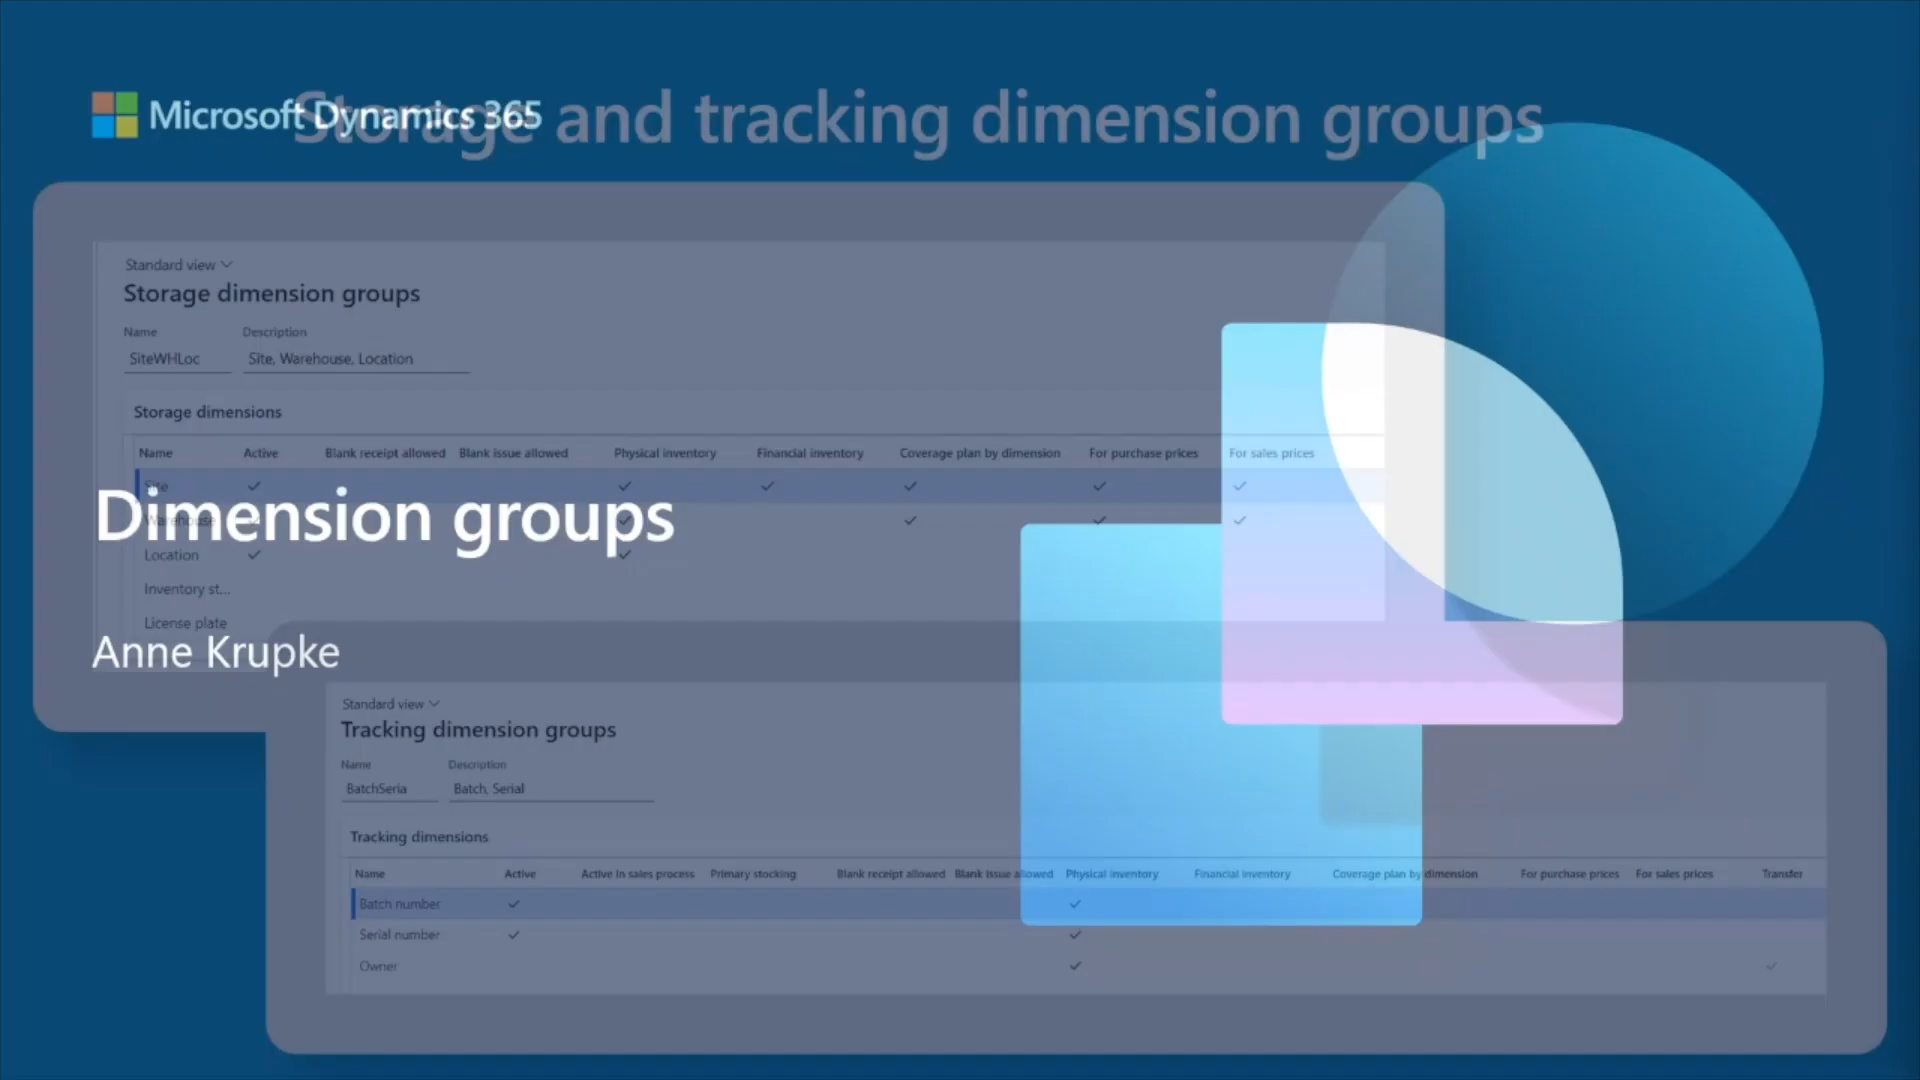 Microsoft Dynamics 365
Storage and tracking dimension groups
Standard view
Storage dimension groups
Name Description
SiteWHLoc Site, Warehouse, Location
Storage dimensions
Name Active Blank receipt allowed Blank issue allowed Physical inventory Financial inventory Coverage plan by dimension For purchase prices For sales prices
Site
Dimension groups
Warehouse
Location
Inventory st...
License plate
Anne Krupke
Standard view
Tracking dimension groups
Name Description
BatchSeria Batch, Serial
Tracking dimensions
Name Active Active in sales process Primary stocking Blank receipt allowed Blank issue allowed Physical inventory Financial inventory Coverage plan by dimension For purchase prices For sales prices Transfer
Batch number
Serial number
Owner